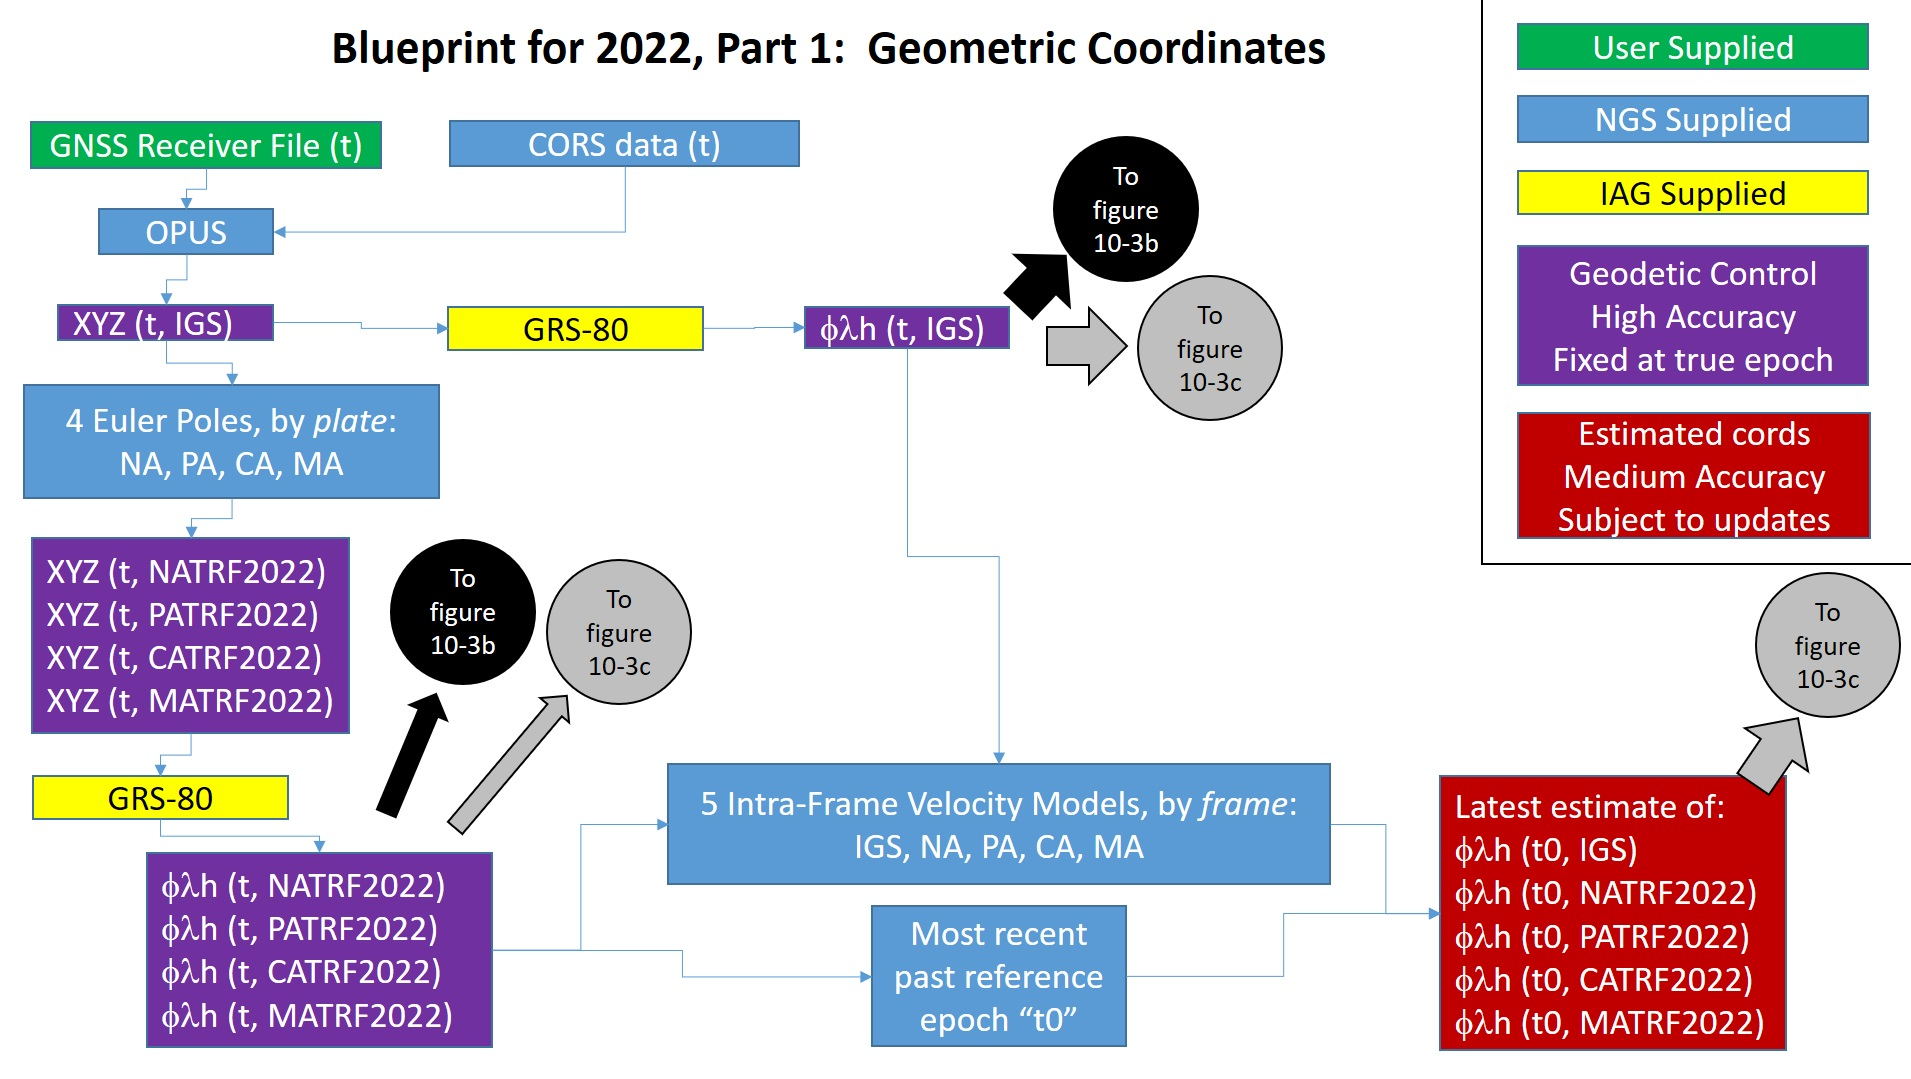 Blueprint for 2022, Part 1:  Geometric Coordinates
User Supplied
NGS Supplied
IAG Supplied
Geodetic Control
High Accuracy
Fixed at true epoch
Estimated cords
Medium Accuracy
Subject to updates
GNSS Receiver File (t)
CORS data (t)
OPUS
XYZ (t, IGS)
GRS-80
ϕλh (t, IGS)
To
figure
10-3b
To
figure
10-3c
4 Euler Poles, by plate:
NA, PA, CA, MA
XYZ (t, NATRF2022)
XYZ (t, PATRF2022)
XYZ (t, CATRF2022)
XYZ (t, MATRF2022)
To
figure
10-3b
To
figure
10-3c
GRS-80
ϕλh (t, NATRF2022)
ϕλh (t, PATRF2022)
ϕλh (t, CATRF2022)
ϕλh (t, MATRF2022)
5 Intra-Frame Velocity Models, by frame:
IGS, NA, PA, CA, MA
Most recent
past reference
epoch “t0”
To
figure
10-3c
Latest estimate of:
ϕλh (t0, IGS)
ϕλh (t0, NATRF2022)
ϕλh (t0, PATRF2022)
ϕλh (t0, CATRF2022)
ϕλh (t0, MATRF2022)